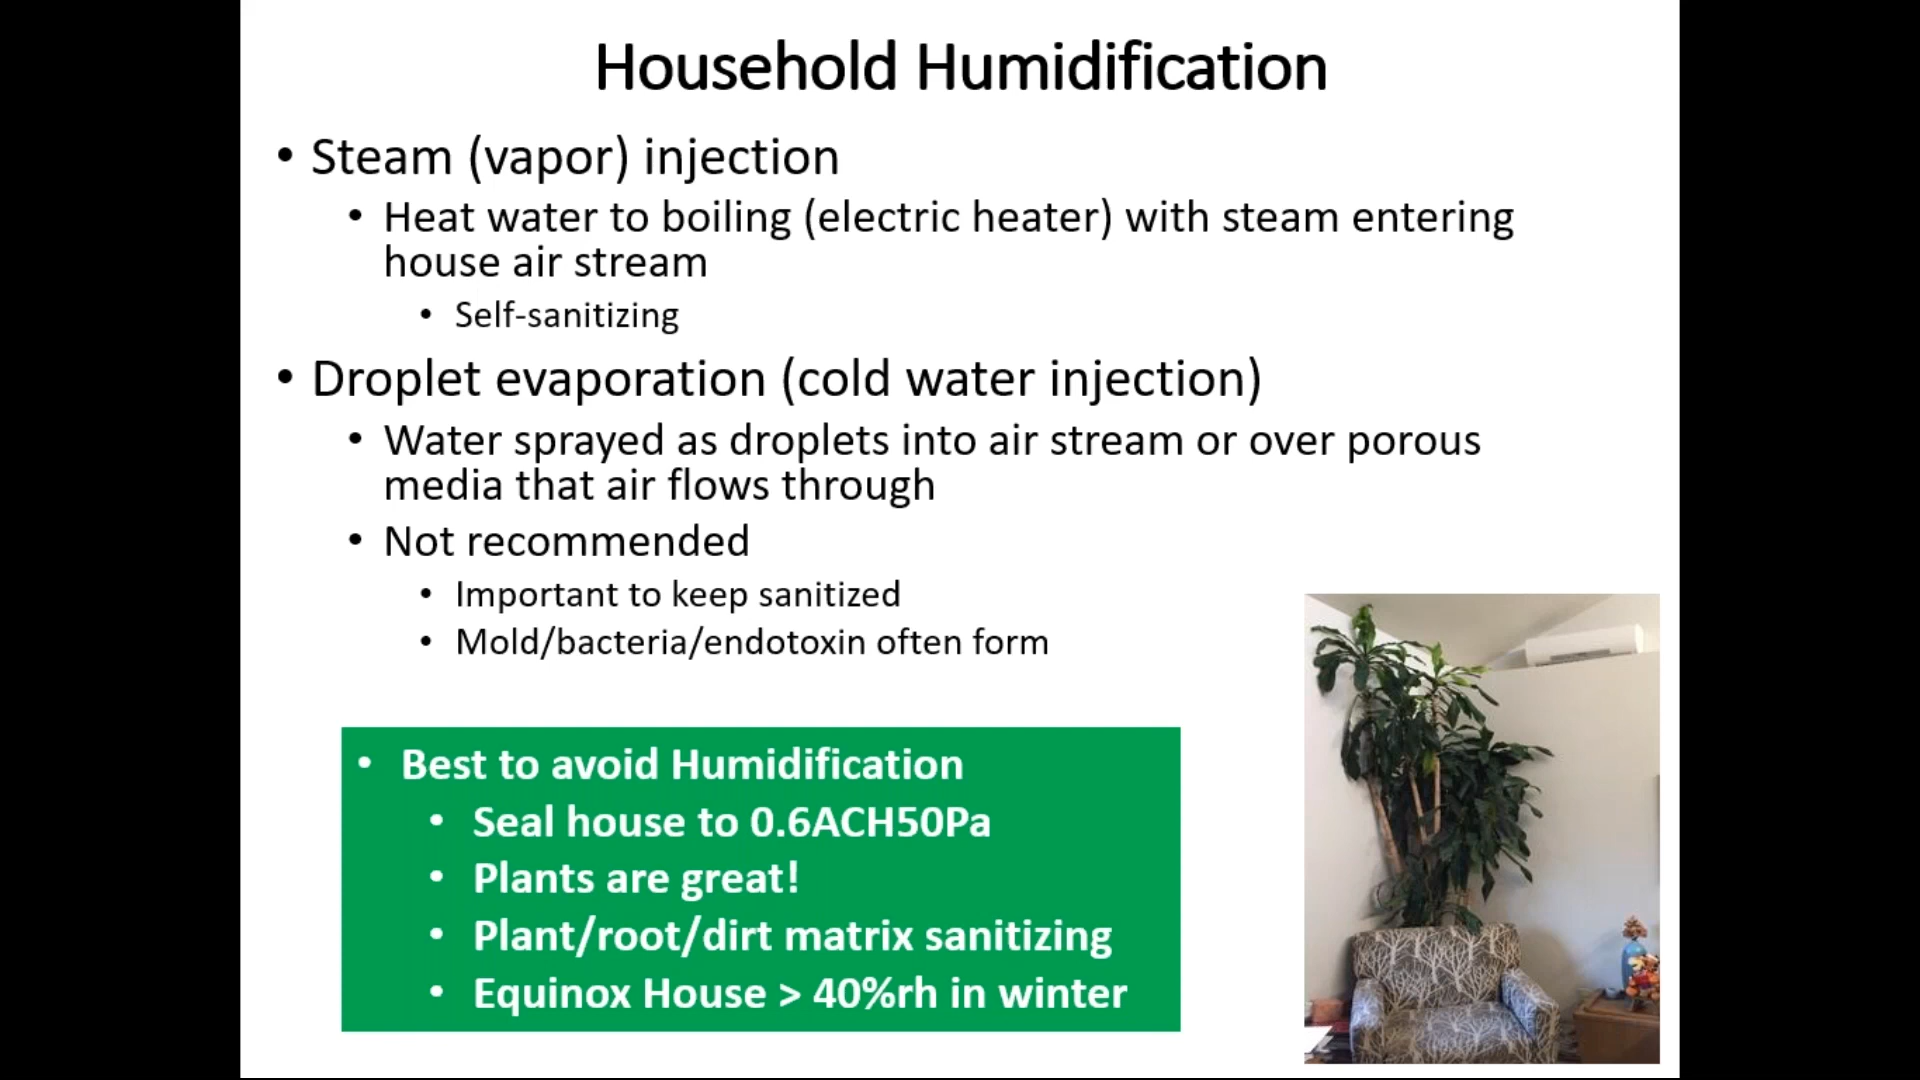 Household Humidification
• Steam (vapor) injection
• Heat water to boiling (electric heater) with steam entering
house air stream
• Self-sanitizing
• Droplet evaporation (cold water injection)
• Water sprayed as droplets into air stream or over porous
media that air flows through
• Not recommended
• Important to keep sanitized
• Mold/bacteria/endotoxin often form
• Best to avoid Humidification
• Seal house to 0.6ACH50Pa
• Plants are great!
• Plant/root/dirt matrix sanitizing
• Equinox House > 40%rh in winter